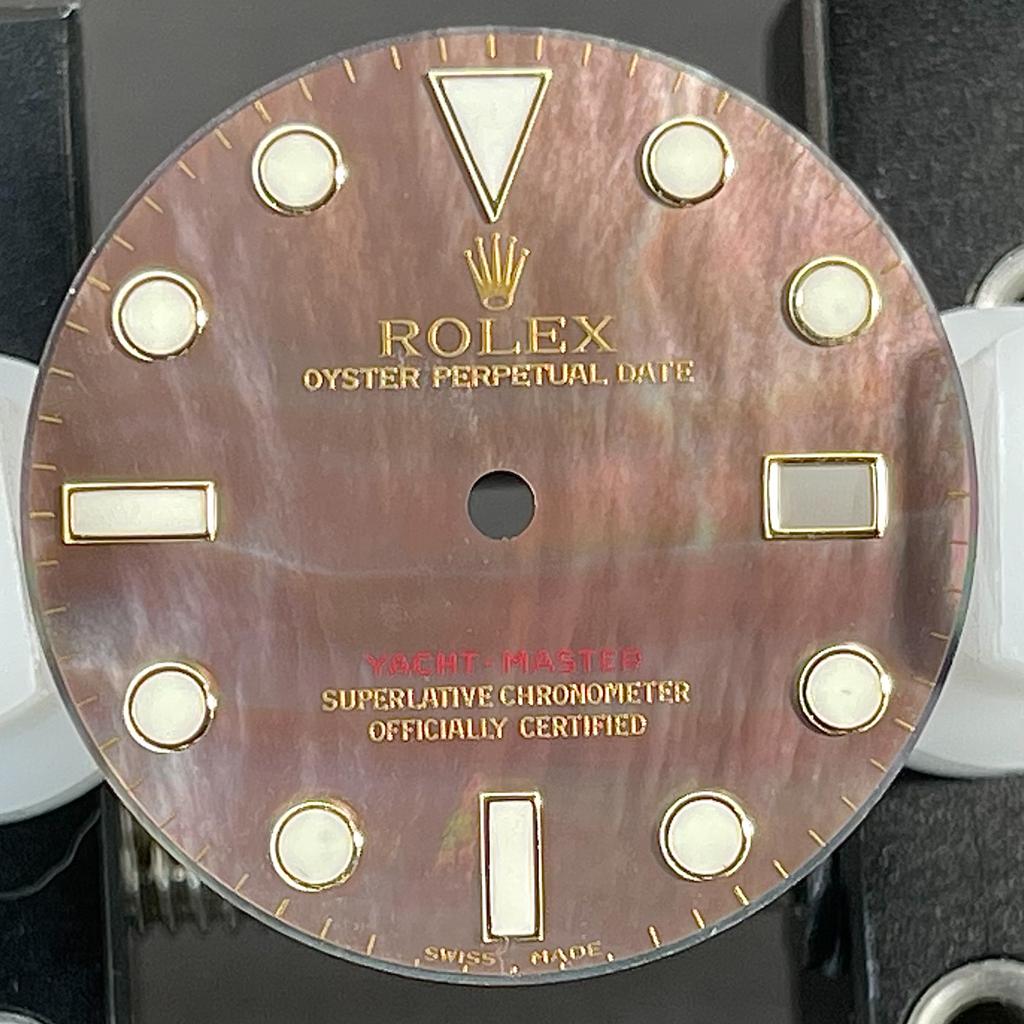 ROLEX
OYSTER PERPETUAL DATE
YACHT-MASTER
SUPERLATIVE CHRONOMETER
OFFICIALLY CERTIFIED
SWISS MADE